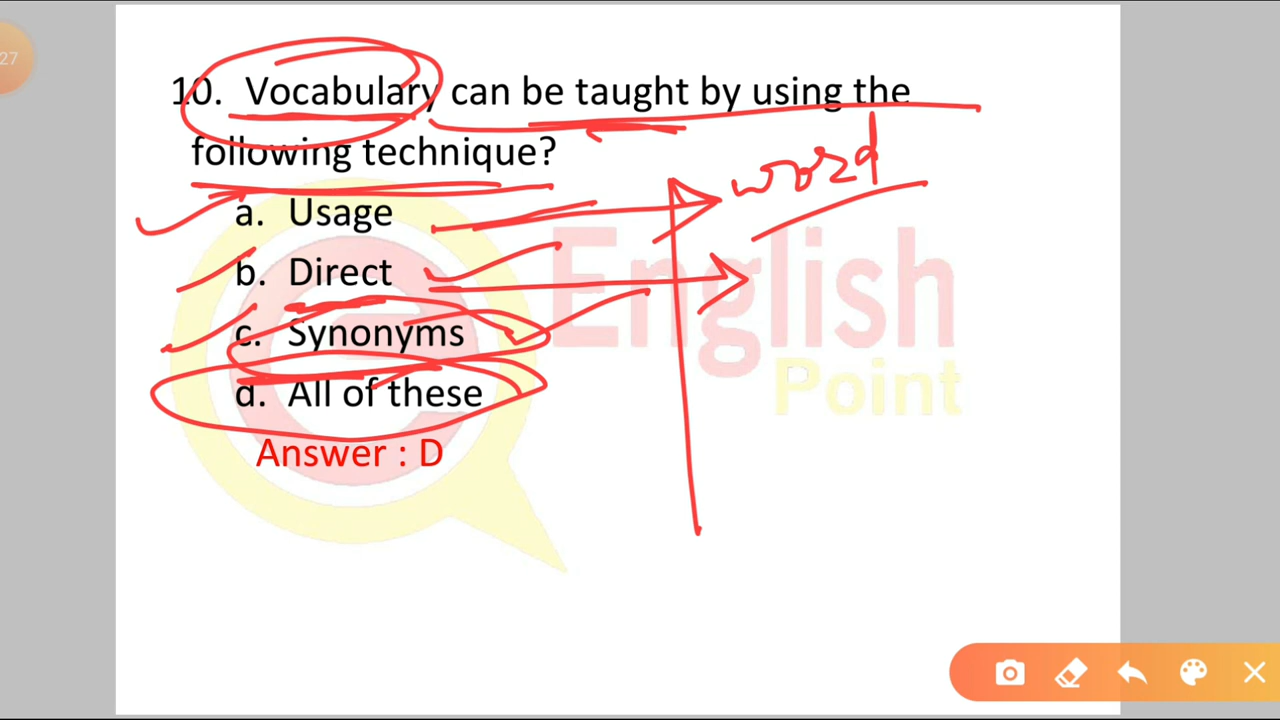 27
10. Vocabulary can be taught by using the
following technique?
word
a. Usage
b. Direct
c. Synonyms
d. All of these
Answer : D
English
Point